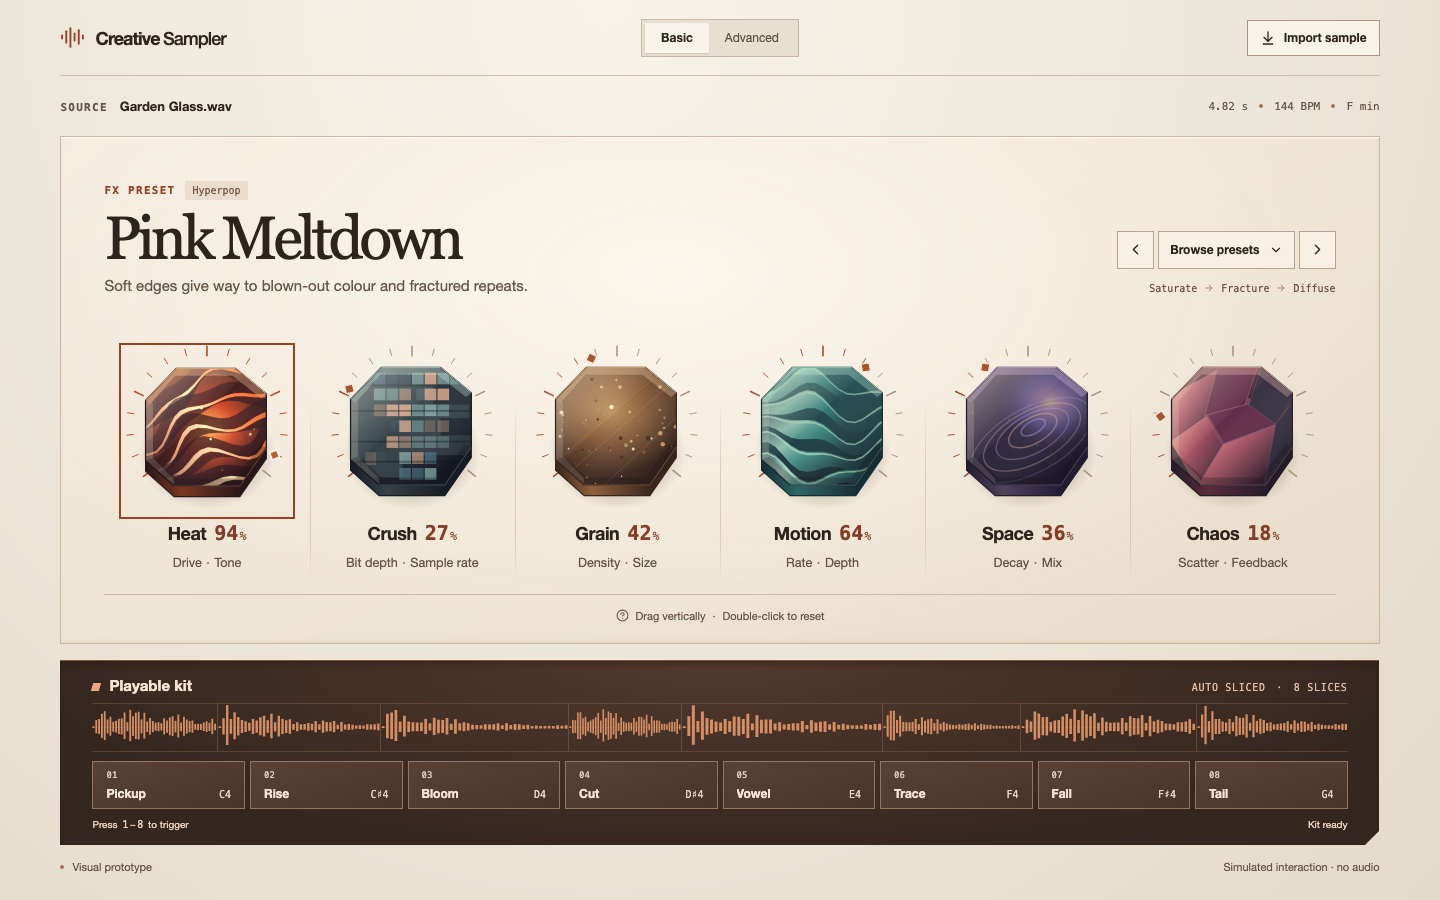 Creative Sampler
Basic Advanced
Import sample
SOURCE Garden Glass.wav
4.82 s • 144 BPM • F min
FX PRESET Hyperpop
Pink Meltdown
Soft edges give way to blown-out colour and fractured repeats.
Browse presets
Saturate → Fracture → Diffuse
Heat 94%
Drive · Tone
Crush 27%
Bit depth · Sample rate
Grain 42%
Density · Size
Motion 64%
Rate · Depth
Space 36%
Decay · Mix
Chaos 18%
Scatter · Feedback
Drag vertically · Double-click to reset
Playable kit
AUTO SLICED · 8 SLICES
01
Pickup C4
02
Rise C♯4
03
Bloom D4
04
Cut D♯4
05
Vowel E4
06
Trace F4
07
Fall F♯4
08
Tail G4
Press 1–8 to trigger
Kit ready
• Visual prototype
Simulated interaction · no audio